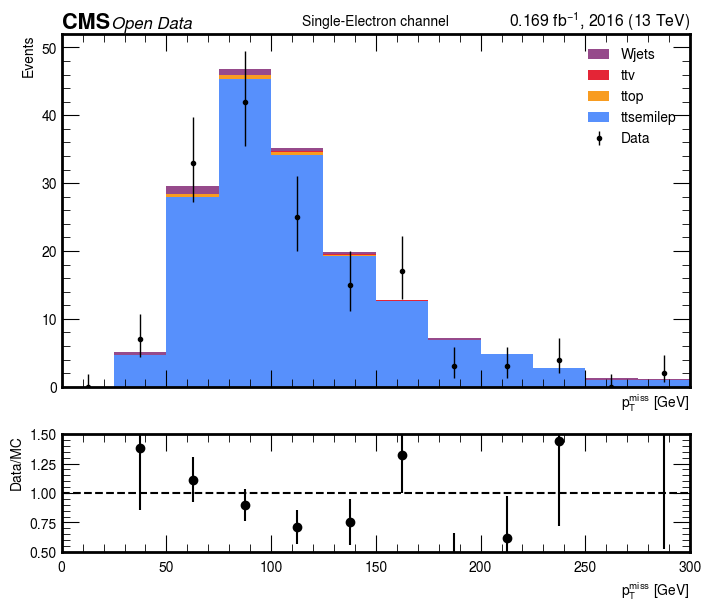 CMS Open Data Single-Electron channel 0.169 fb⁻¹, 2016 (13 TeV)
Events
50
40
30
20
10
0
Wjets
ttv
ttop
ttsemilep
Data
p_T^miss [GeV]
Data/MC
1.50
1.25
1.00
0.75
0.50
0 50 100 150 200 250 300
p_T^miss [GeV]